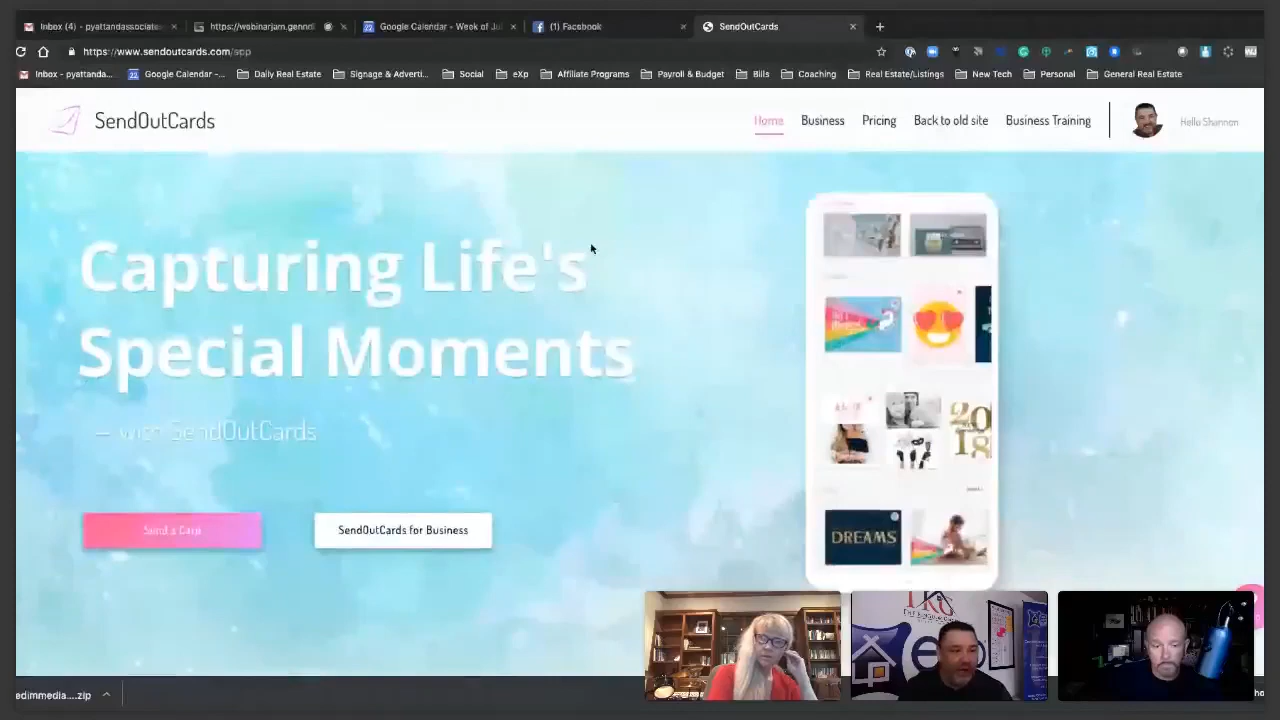 Inbox (4) - pyattandassociates
https://webinarjam.genndi
Google Calendar - Week of Ju
(1) Facebook
SendOutCards
https://www.sendoutcards.com/app
Inbox - pyattanda...
Google Calendar -...
Daily Real Estate
Signage & Adverti...
Social
eXp
Affiliate Programs
Payroll & Budget
Bills
Coaching
Real Estate/Listings
New Tech
Personal
General Real Estate
SendOutCards
Home
Business
Pricing
Back to old site
Business Training
Hello Shannon
Capturing Life's
Special Moments
— with SendOutCards
Send a Card
SendOutCards for Business
2018
DREAMS
edimmedia....zip